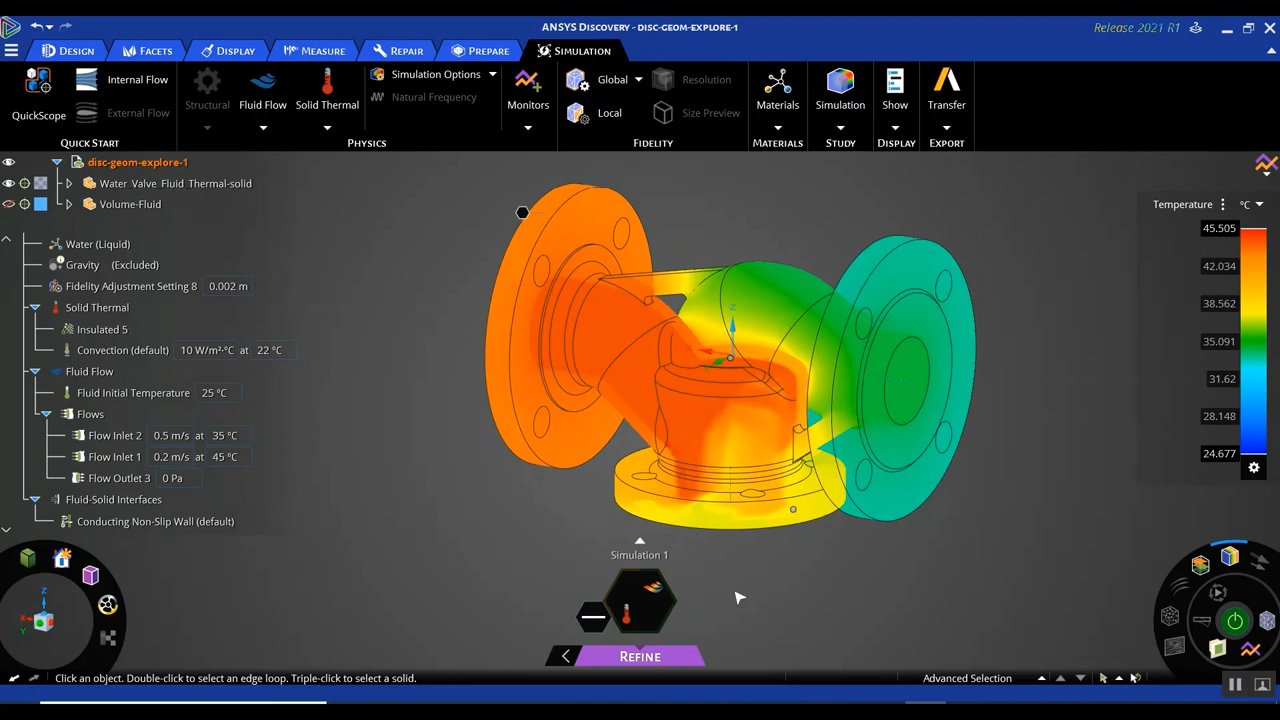 ANSYS Discovery - disc-geom-explore-1
Release 2021 R1
Design
Facets
Display
Measure
Repair
Prepare
Simulation
QuickScope
Internal Flow
External Flow
Quick Start
Structural
Fluid Flow
Solid Thermal
Simulation Options
Natural Frequency
Physics
Monitors
Global
Local
Resolution
Size Preview
Fidelity
Materials
Materials
Simulation
Study
Show
Display
Transfer
Export
disc-geom-explore-1
Water Valve Fluid Thermal-solid
Volume-Fluid
Water (Liquid)
Gravity (Excluded)
Fidelity Adjustment Setting 8 0.002 m
Solid Thermal
Insulated 5
Convection (default) 10 W/m²·°C at 22 °C
Fluid Flow
Fluid Initial Temperature 25 °C
Flows
Flow Inlet 2 0.5 m/s at 35 °C
Flow Inlet 1 0.2 m/s at 45 °C
Flow Outlet 3 0 Pa
Fluid-Solid Interfaces
Conducting Non-Slip Wall (default)
Z
Temperature °C
45.505
42.034
38.562
35.091
31.62
28.148
24.677
Simulation 1
Refine
Z
X
Y
Click an object. Double-click to select an edge loop. Triple-click to select a solid.
Advanced Selection